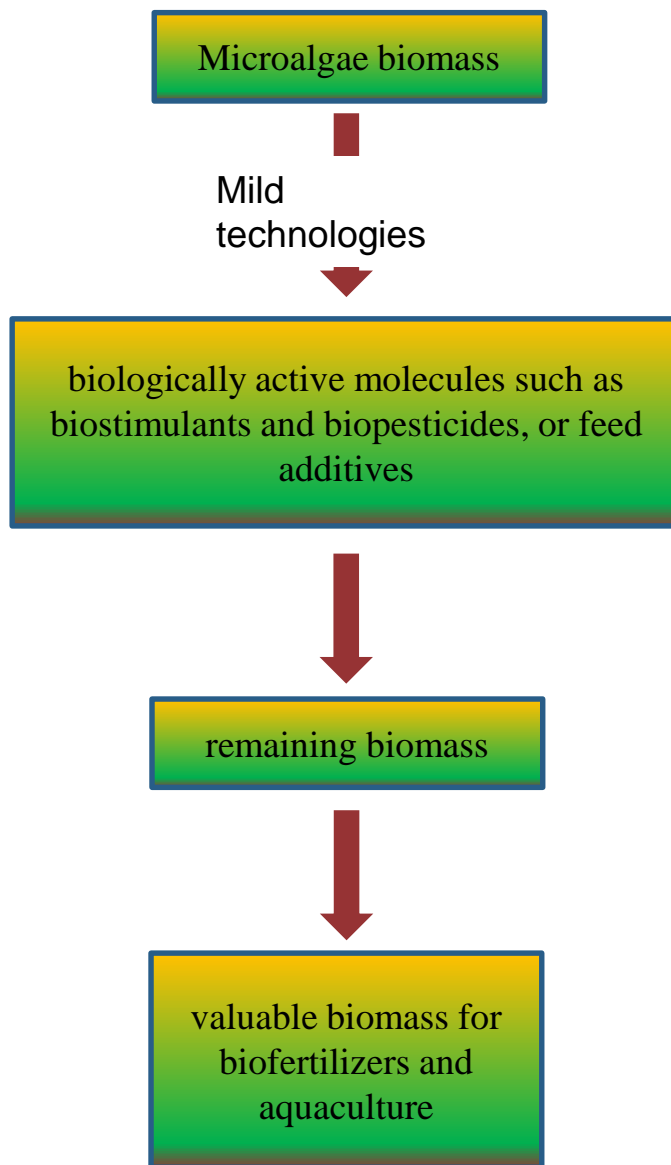 Microalgae biomass
Mild
technologies
biologically active molecules such as
biostimulants and biopesticides, or feed
additives
remaining biomass
valuable biomass for
biofertilizers and
aquaculture